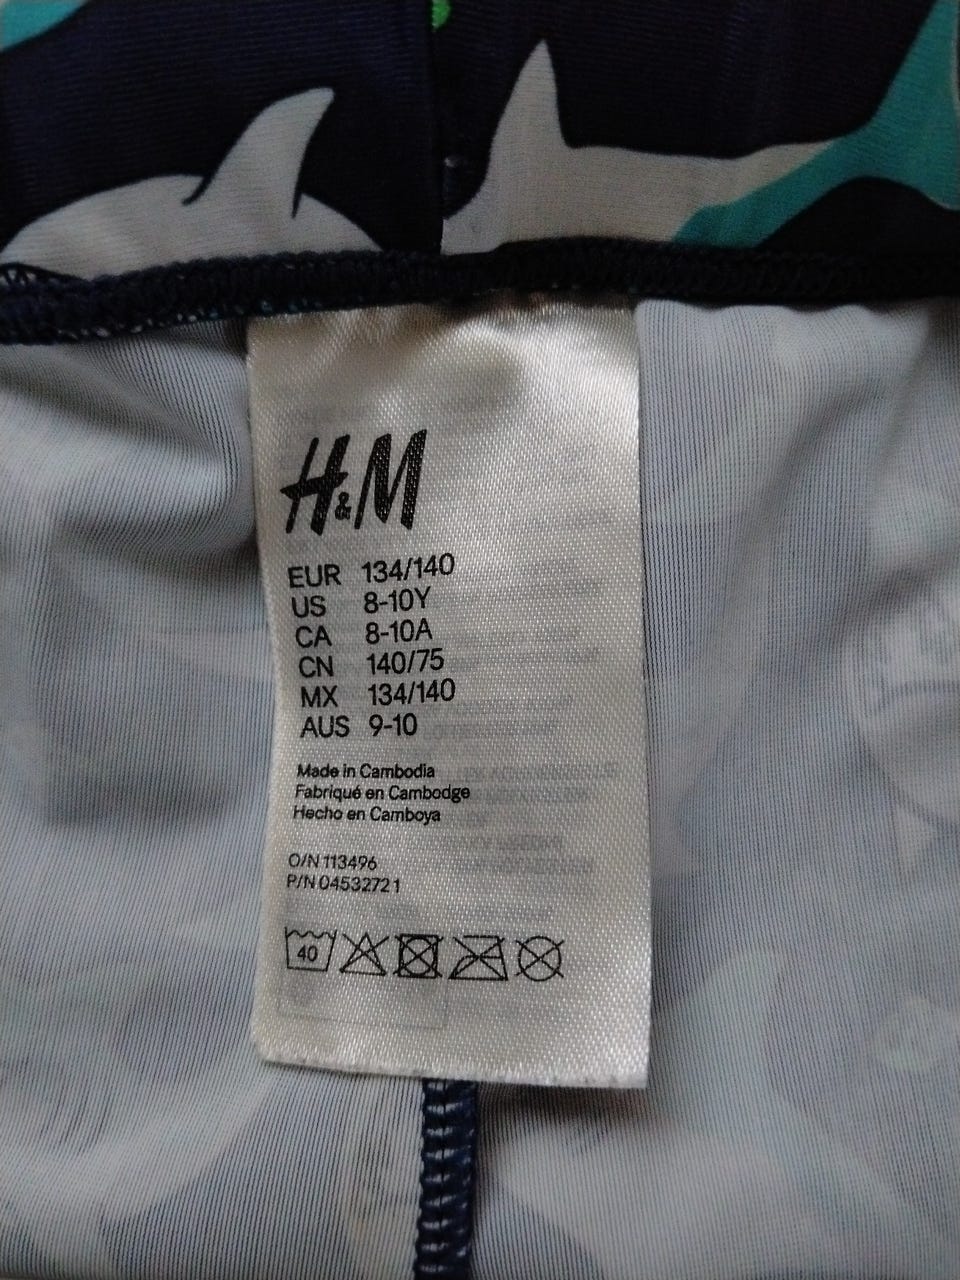 H&M
EUR 134/140
US 8-10Y
CA 8-10A
CN 140/75
MX 134/140
AUS 9-10
Made in Cambodia
Fabriqué en Cambodge
Hecho en Camboya
O/N 113496
P/N 04532721
40